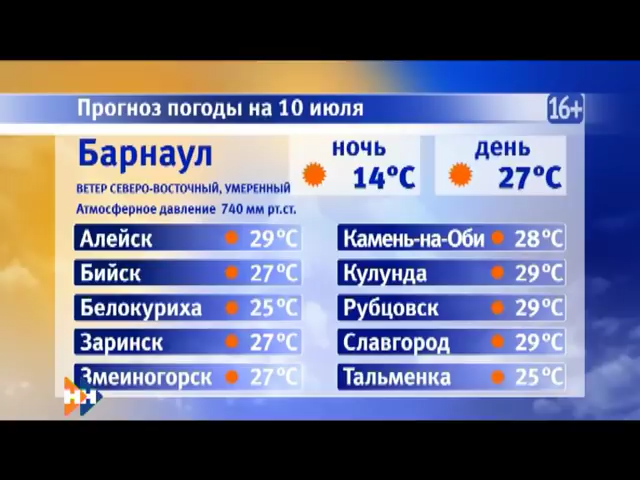 Прогноз погоды на 10 июля
16+
Барнаул
ночь
14°C
день
27°C
ВЕТЕР СЕВЕРО-ВОСТОЧНЫЙ, УМЕРЕННЫЙ
Атмосферное давление 740 мм рт.ст.
Алейск 29°C
Бийск 27°C
Белокуриха 25°C
Заринск 27°C
Змеиногорск 27°C
Камень-на-Оби 28°C
Кулунда 29°C
Рубцовск 29°C
Славгород 29°C
Тальменка 25°C
НН